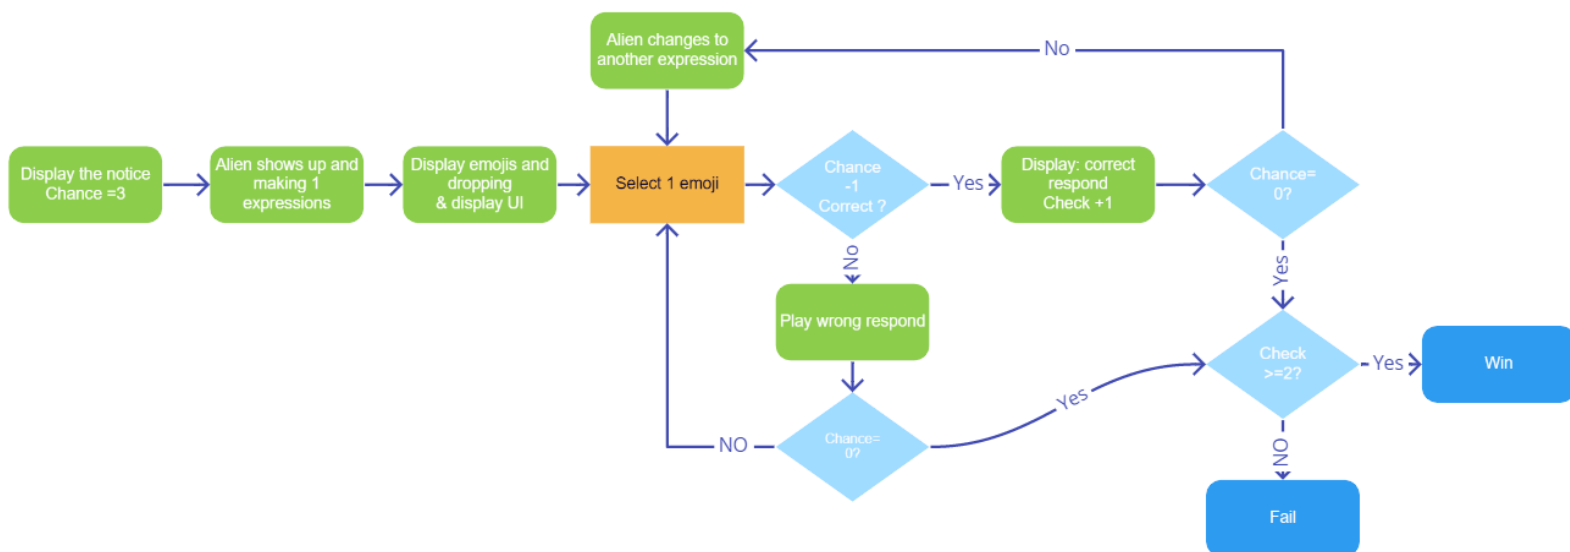 Alien changes to
another expression
No
Display the notice
Chance =3
Alien shows up and
making 1
expressions
Display emojis and
dropping
& display UI
Select 1 emoji
Chance
-1
Correct ?
Yes
Display: correct
respond
Check +1
Chance=
0?
No
Yes
Play wrong respond
Check
>=2?
Yes
Win
Yes
Chance=
0?
NO
NO
Fail